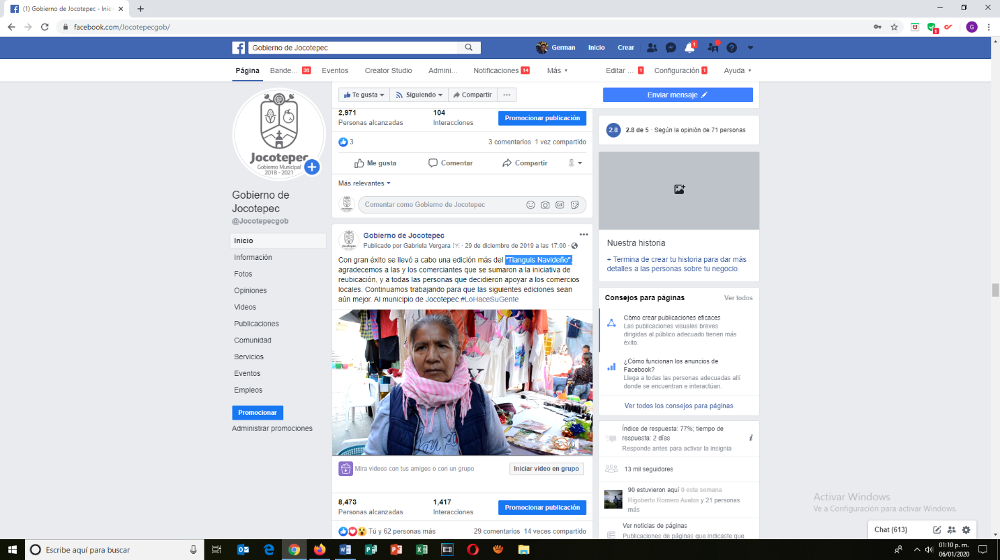 (1) Gobierno de Jocotepec - Inici
facebook.com/Jocotepecgob/
G
Gobierno de Jocotepec
German
Inicio
Crear
1
Página
Bande... 36
Eventos
Creator Studio
Admini...
Notificaciones 14
Más
Editar ... 1
Configuración 1
Ayuda
Jocotepec
Gobierno Municipal
2018 - 2021
Gobierno de
Jocotepec
@Jocotepecgob
Inicio
Información
Fotos
Opiniones
Videos
Publicaciones
Comunidad
Servicios
Eventos
Empleos
Promocionar
Administrar promociones
Te gusta
Siguiendo
Compartir
Enviar mensaje
2,971
Personas alcanzadas
104
Interacciones
Promocionar publicación
3
3 comentarios 1 vez compartido
Me gusta
Comentar
Compartir
Más relevantes
Comentar como Gobierno de Jocotepec
GIF
Gobierno de Jocotepec
Publicado por Gabriela Vergara [?] · 29 de diciembre de 2019 a las 17:00 ·
Con gran éxito se llevó a cabo una edición más del "Tianguis Navideño",
agradecemos a las y los comerciantes que se sumaron a la iniciativa de
reubicación, y a todas las personas que decidieron apoyar a los comercios
locales. Continuamos trabajando para que las siguientes ediciones sean
aún mejor. Al municipio de Jocotepec #LoHaceSuGente
Mira videos con tus amigos o con un grupo
Iniciar video en grupo
8,473
Personas alcanzadas
1,417
Interacciones
Promocionar publicación
Tú y 62 personas más
29 comentarios 14 veces compartido
2.8
2.8 de 5 · Según la opinión de 71 personas
Nuestra historia
+ Termina de crear tu historia para dar más
detalles a las personas sobre tu negocio.
Consejos para páginas
Ver todos
Cómo crear publicaciones eficaces
Las publicaciones visuales breves
dirigidas al público adecuado tienen más
éxito.
¿Cómo funcionan los anuncios de
Facebook?
Llega a todas las personas adecuadas allí
donde se encuentran e interactúan.
Ver todos los consejos para páginas
Índice de respuesta: 77%; tiempo de
respuesta: 2 días
Responde antes para activar la insignia
i
13 mil seguidores
90 estuvieron aquí 0 esta semana
Rigoberto Romero Avalos y 21 personas
más
Ver noticias de páginas
Publicaciones de páginas que indicaste que
Activar Windows
Ve a Configuración para activar Windows.
Chat (613)
Escribe aquí para buscar
01:10 p. m.
06/01/2020